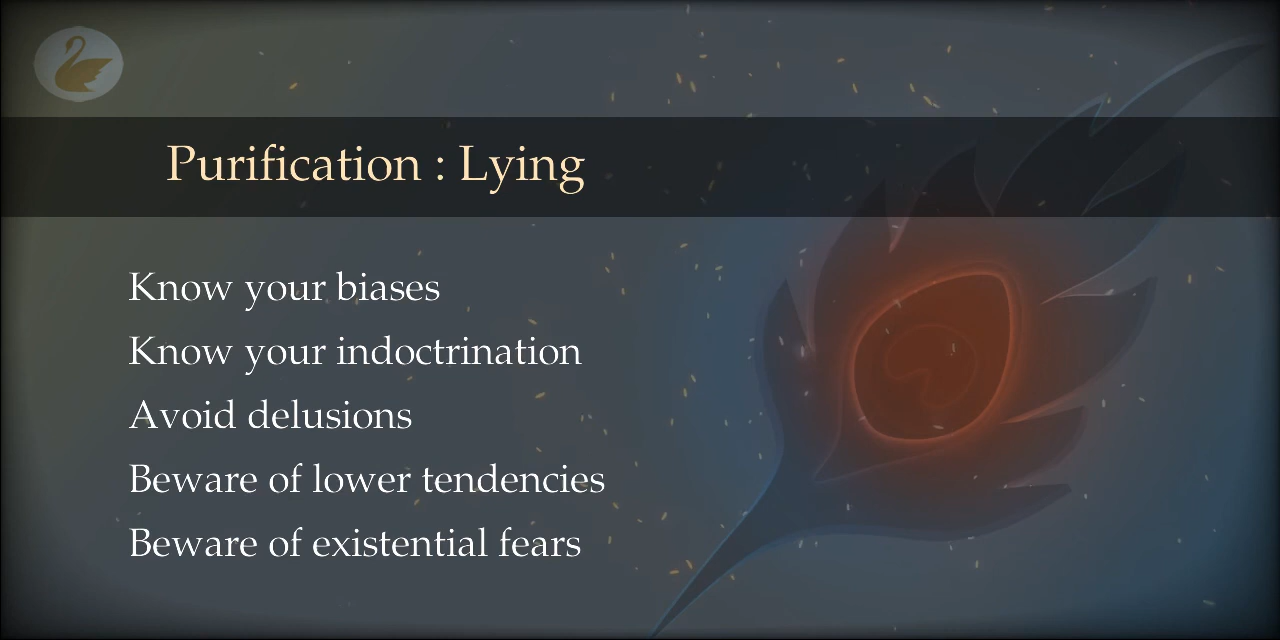 Purification : Lying
Know your biases
Know your indoctrination
Avoid delusions
Beware of lower tendencies
Beware of existential fears